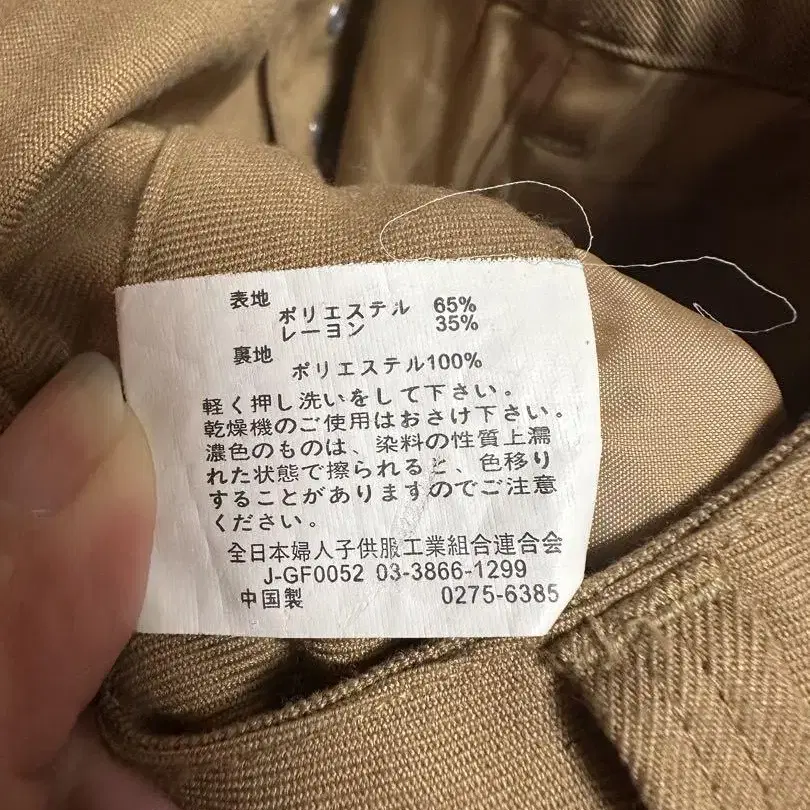 表地
ポリエステル 65%
レーヨン 35%
裏地
ポリエステル100%
軽く押し洗いをして下さい。
乾燥機のご使用はおさけ下さい。
濃色のものは、染料の性質上濡
れた状態で擦られると、色移り
することがありますのでご注意
ください。
全日本婦人子供服工業組合連合会
J-GF0052 03-3866-1299
中国製 0275-6385